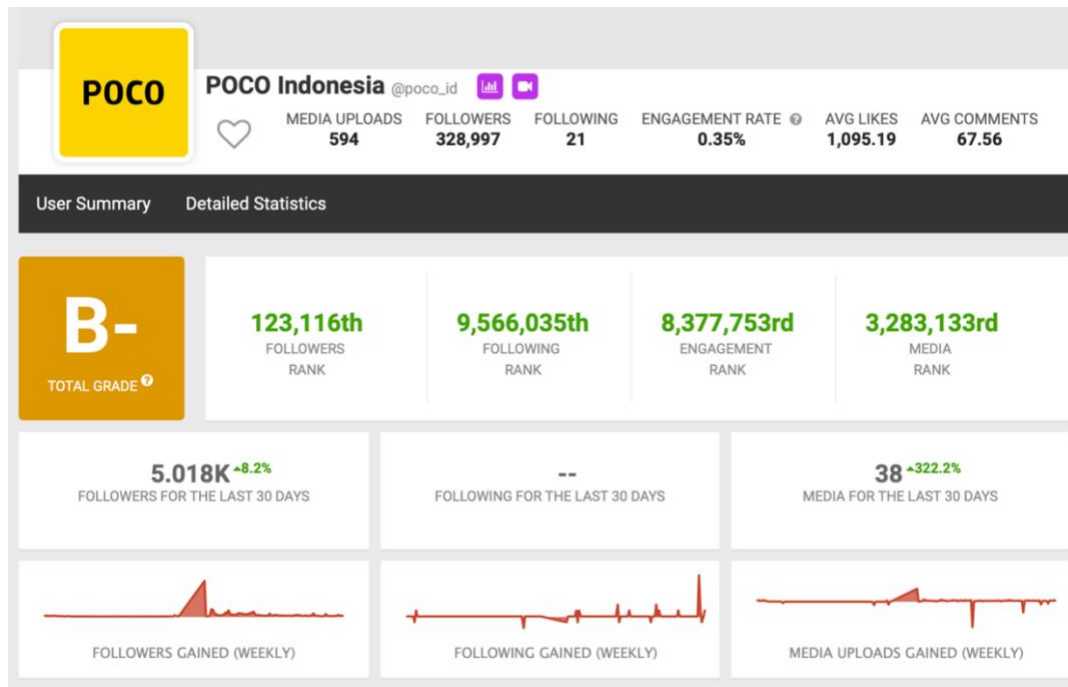 POCO
POCO Indonesia @poco_id
MEDIA UPLOADS FOLLOWERS FOLLOWING ENGAGEMENT RATE AVG LIKES AVG COMMENTS
594 328,997 21 0.35% 1,095.19 67.56
User Summary Detailed Statistics
B-
TOTAL GRADE ?
123,116th
FOLLOWERS
RANK
9,566,035th
FOLLOWING
RANK
8,377,753rd
ENGAGEMENT
RANK
3,283,133rd
MEDIA
RANK
5.018K 8.2%
FOLLOWERS FOR THE LAST 30 DAYS
--
FOLLOWING FOR THE LAST 30 DAYS
38 322.2%
MEDIA FOR THE LAST 30 DAYS
FOLLOWERS GAINED (WEEKLY)
FOLLOWING GAINED (WEEKLY)
MEDIA UPLOADS GAINED (WEEKLY)